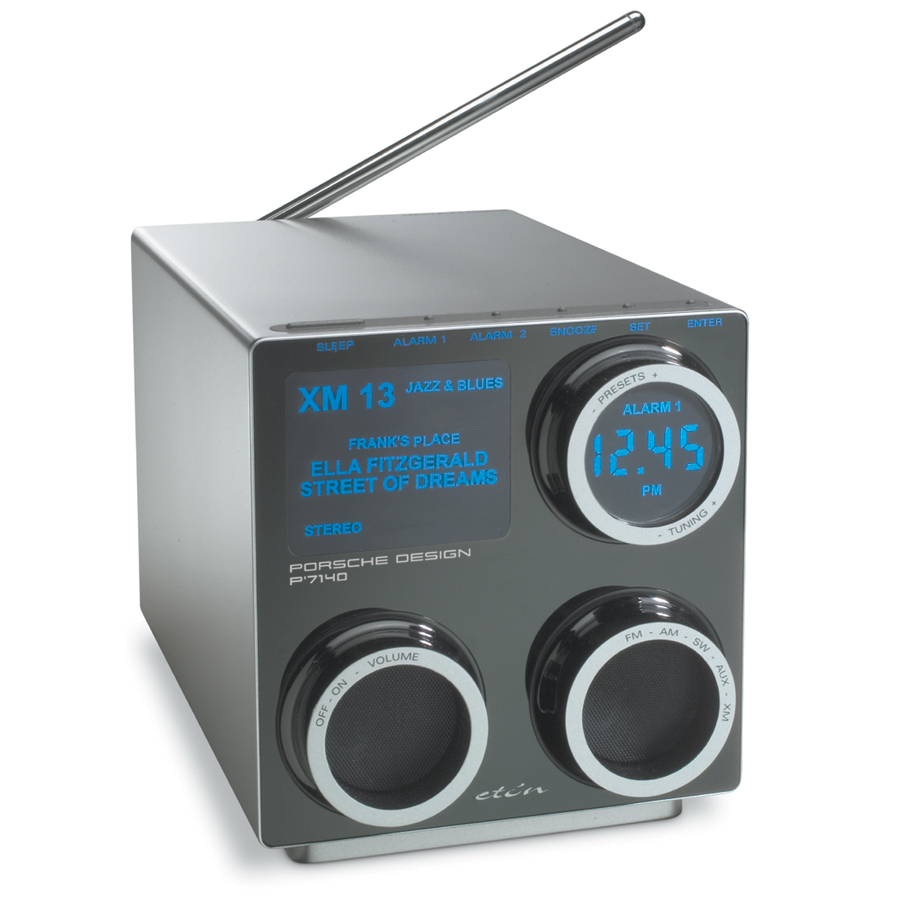 SLEEP ALARM 1 ALARM 2 SNOOZE SET ENTER
XM 13 JAZZ & BLUES
FRANK'S PLACE
ELLA FITZGERALD
STREET OF DREAMS
STEREO
- PRESETS +
ALARM 1
12.45
PM
- TUNING +
PORSCHE DESIGN
P'7140
OFF - ON - VOLUME
FM - AM - SW - AUX - XM
etón